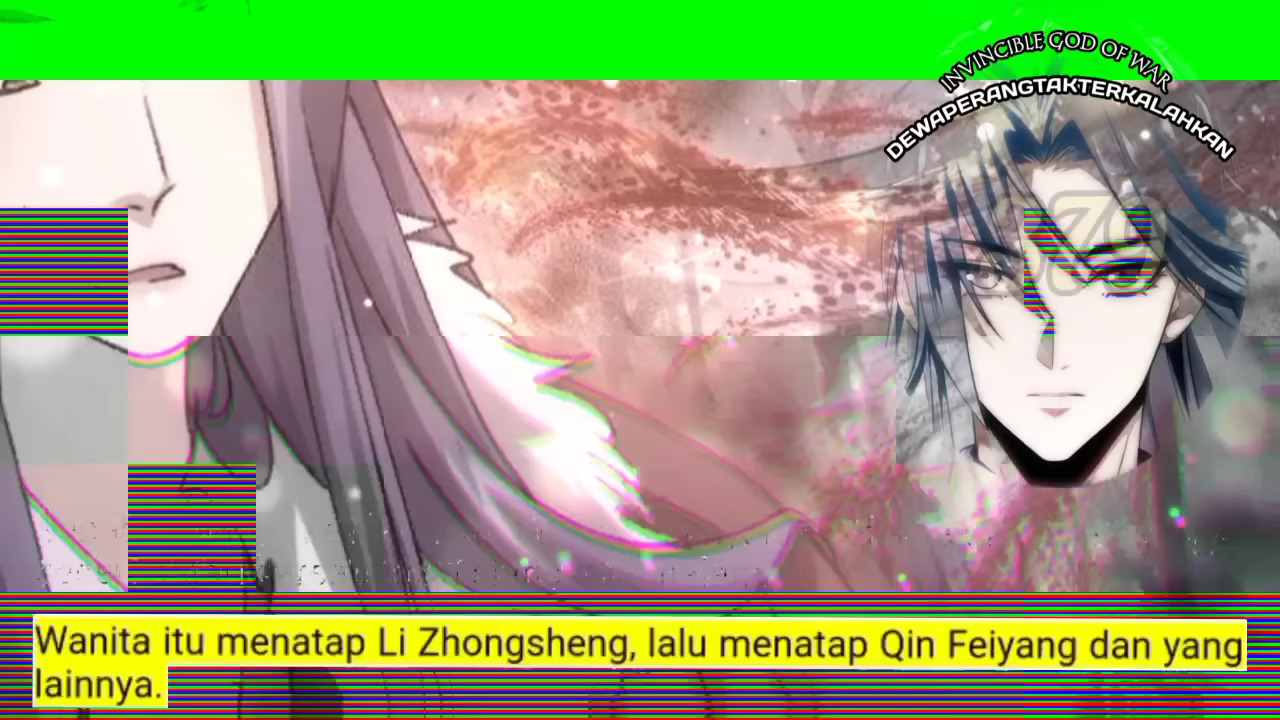 INVINCIBLE GOD OF WAR
DEWAPERANGTAKTERKALAHKAN
Wanita itu menatap Li Zhongsheng, lalu menatap Qin Feiyang dan yang
lainnya.